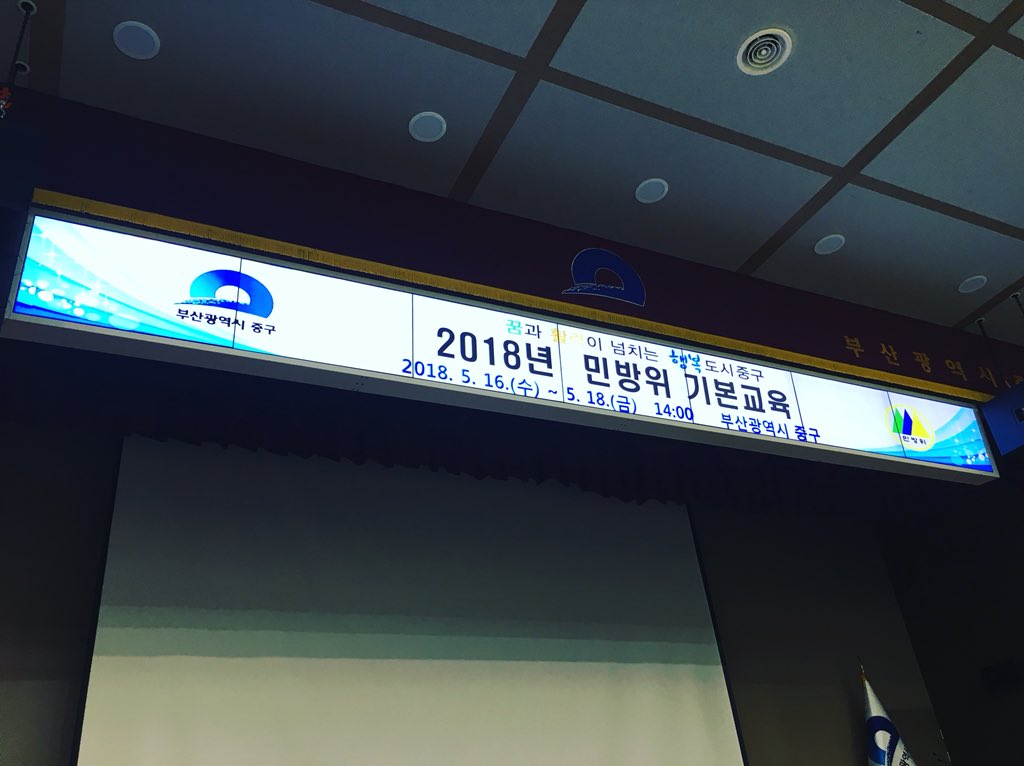 부산광역시 중구
꿈과 활력이 넘치는 행복도시중구
2018년 민방위 기본교육
2018. 5. 16.(수) ~ 5. 18.(금) 14:00
부산광역시 중구
민방위
부산광역시